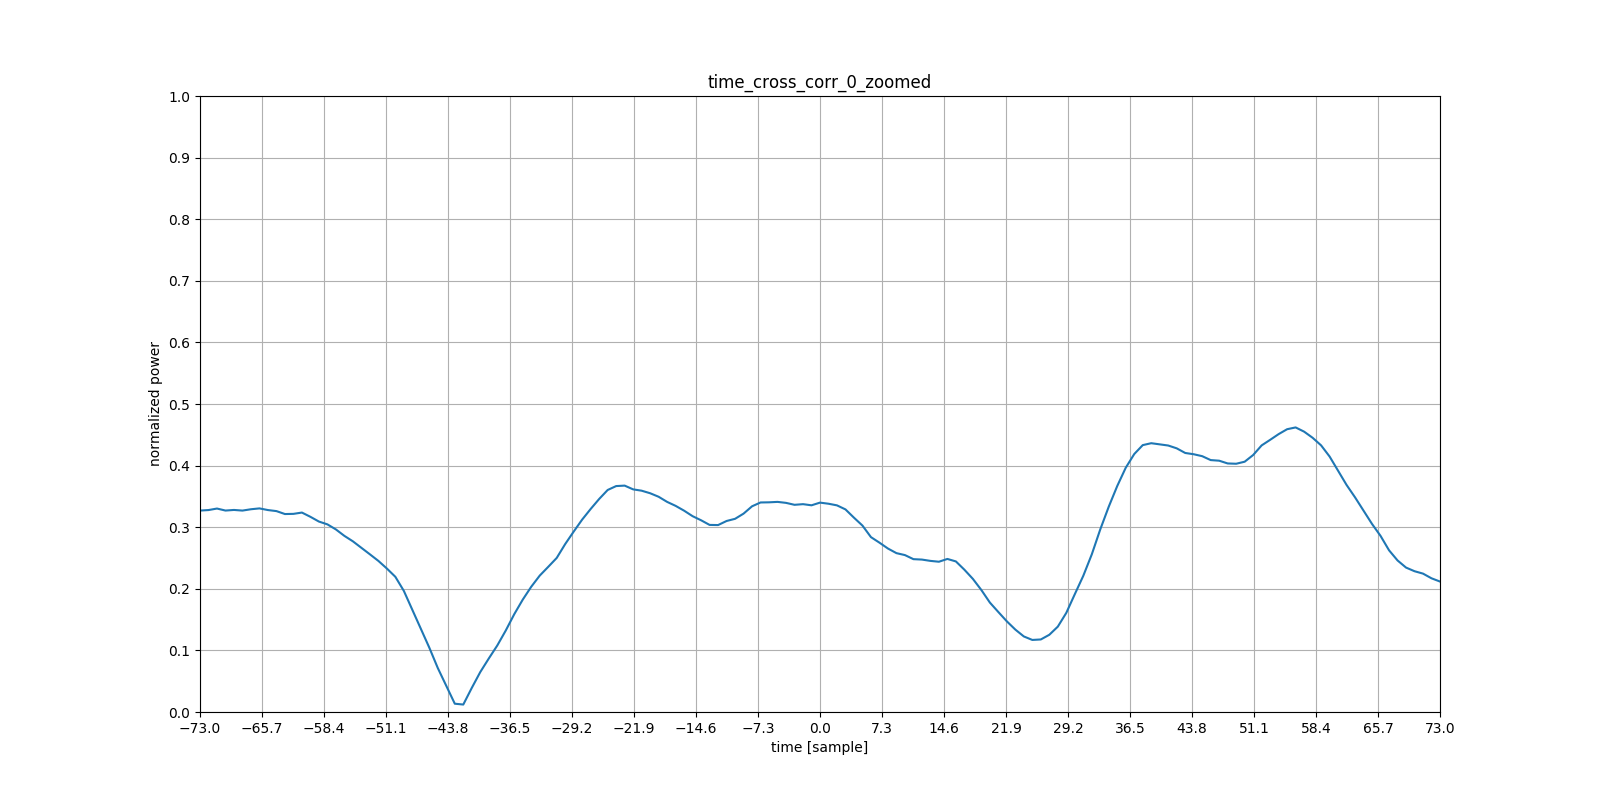 time_cross_corr_0_zoomed
1.0
0.9
0.8
0.7
0.6
0.5
0.4
0.3
0.2
0.1
0.0
normalized power
−73.0 −65.7 −58.4 −51.1 −43.8 −36.5 −29.2 −21.9 −14.6 −7.3 0.0 7.3 14.6 21.9 29.2 36.5 43.8 51.1 58.4 65.7 73.0
time [sample]